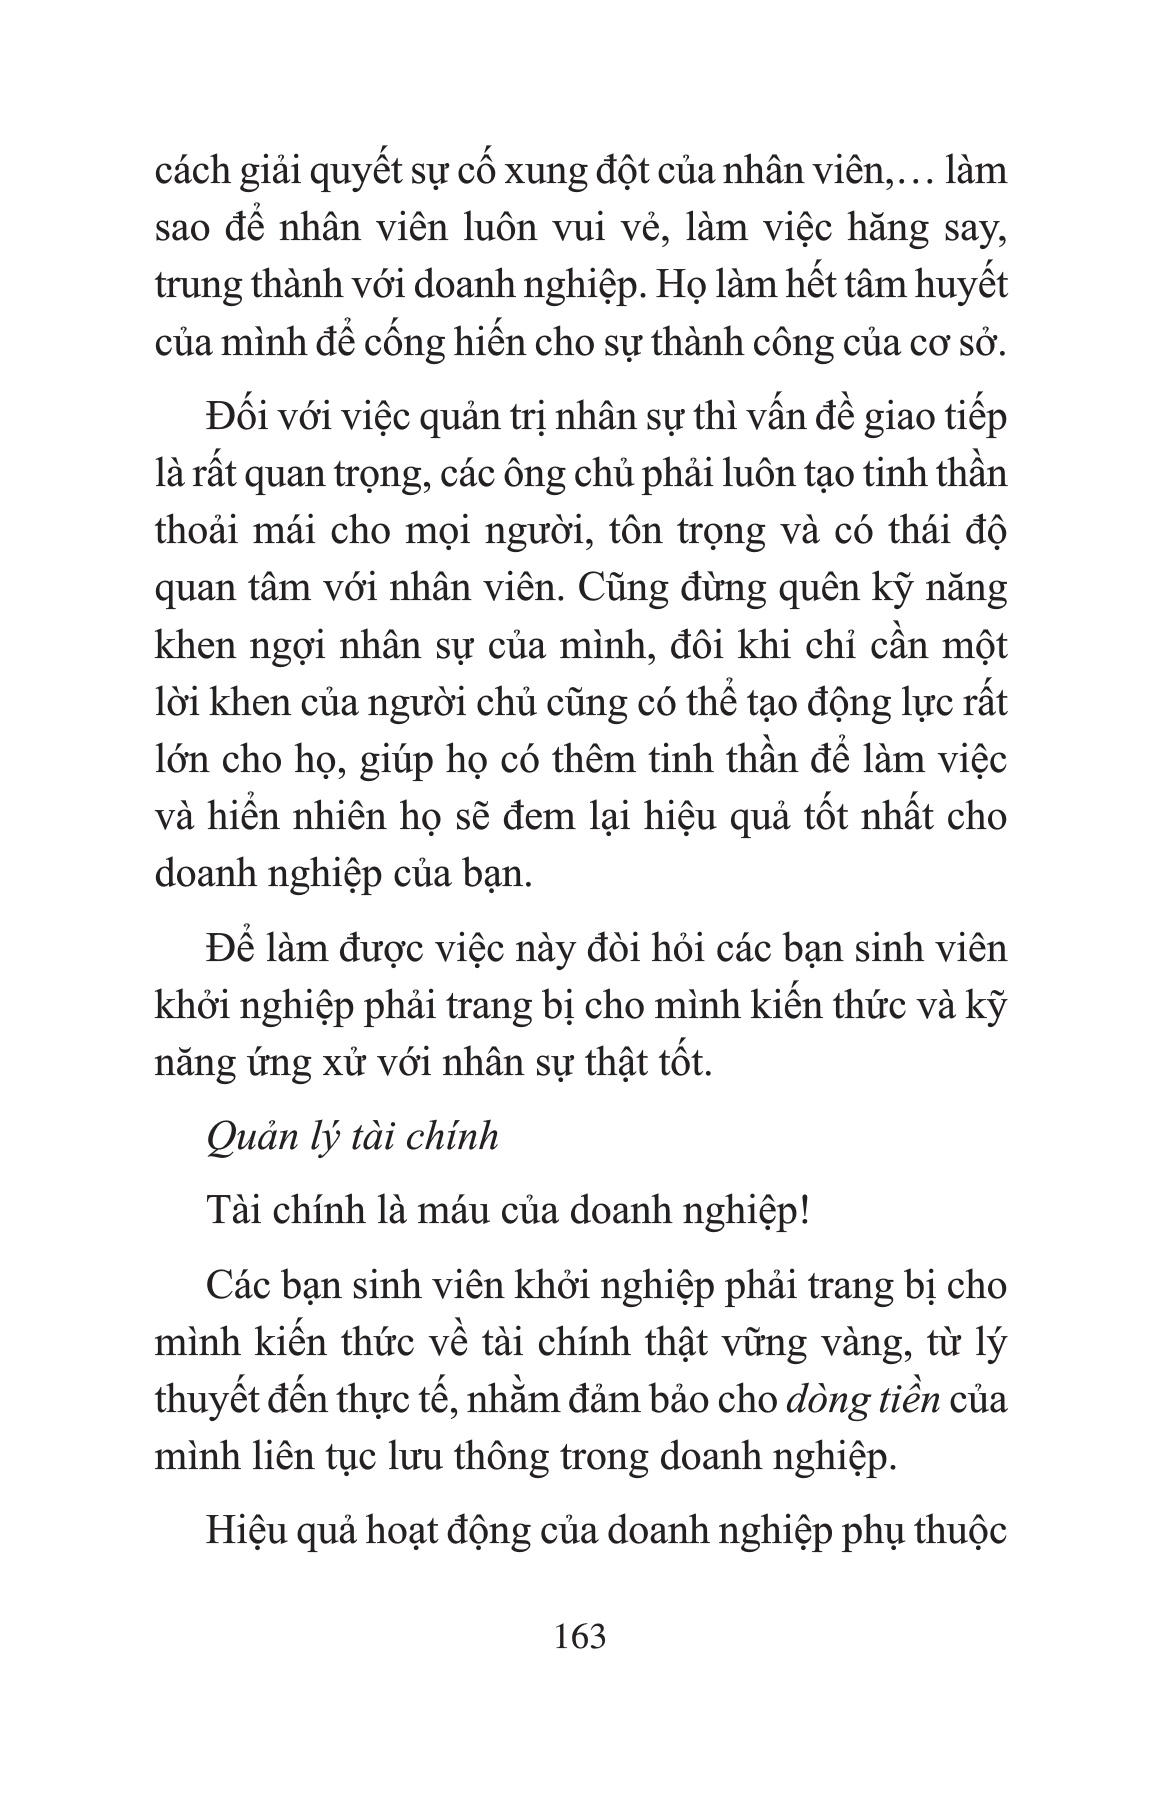 cách giải quyết sự cố xung đột của nhân viên,… làm
sao để nhân viên luôn vui vẻ, làm việc hăng say,
trung thành với doanh nghiệp. Họ làm hết tâm huyết
của mình để cống hiến cho sự thành công của cơ sở.
Đối với việc quản trị nhân sự thì vấn đề giao tiếp
là rất quan trọng, các ông chủ phải luôn tạo tinh thần
thoải mái cho mọi người, tôn trọng và có thái độ
quan tâm với nhân viên. Cũng đừng quên kỹ năng
khen ngợi nhân sự của mình, đôi khi chỉ cần một
lời khen của người chủ cũng có thể tạo động lực rất
lớn cho họ, giúp họ có thêm tinh thần để làm việc
và hiển nhiên họ sẽ đem lại hiệu quả tốt nhất cho
doanh nghiệp của bạn.
Để làm được việc này đòi hỏi các bạn sinh viên
khởi nghiệp phải trang bị cho mình kiến thức và kỹ
năng ứng xử với nhân sự thật tốt.
Quản lý tài chính
Tài chính là máu của doanh nghiệp!
Các bạn sinh viên khởi nghiệp phải trang bị cho
mình kiến thức về tài chính thật vững vàng, từ lý
thuyết đến thực tế, nhằm đảm bảo cho dòng tiền của
mình liên tục lưu thông trong doanh nghiệp.
Hiệu quả hoạt động của doanh nghiệp phụ thuộc
163